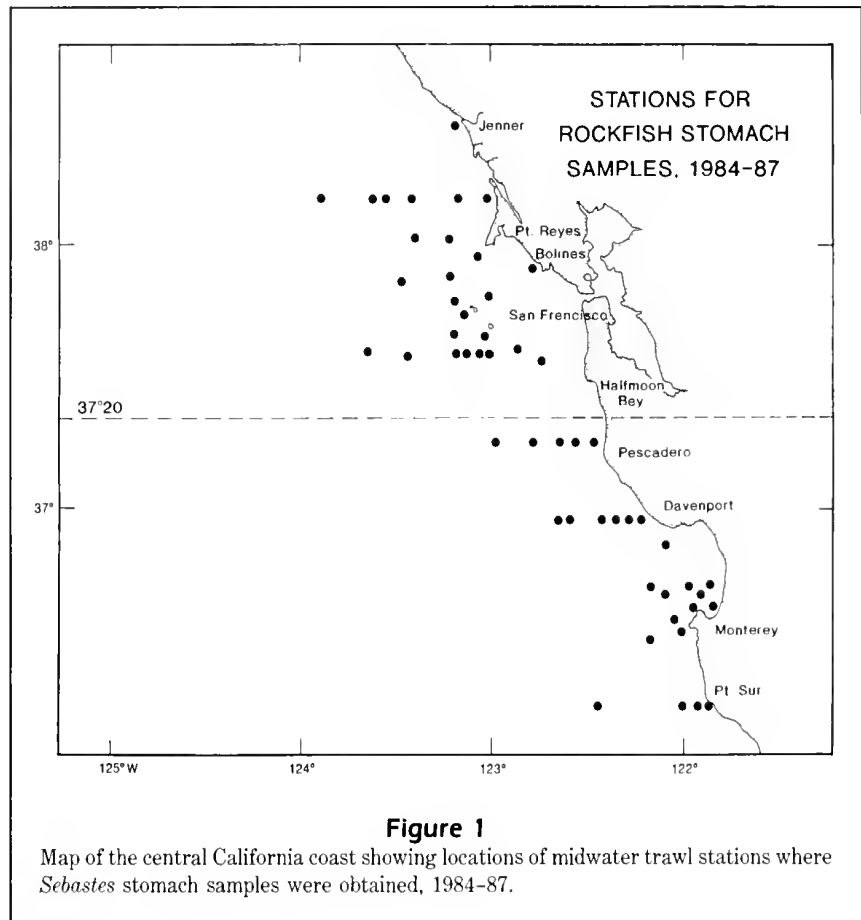 STATIONS FOR
ROCKFISH STOMACH
SAMPLES, 1984-87
Jenner
Pt. Reyes
38°
Bolines
San Frencisco
Halfmoon
Bey
37°20
Pescadero
37°
Davenport
Monterey
Pt Sur
125°W
124°
123°
122°
Figure 1
Map of the central California coast showing locations of midwater trawl stations where
Sebastes stomach samples were obtained, 1984-87.